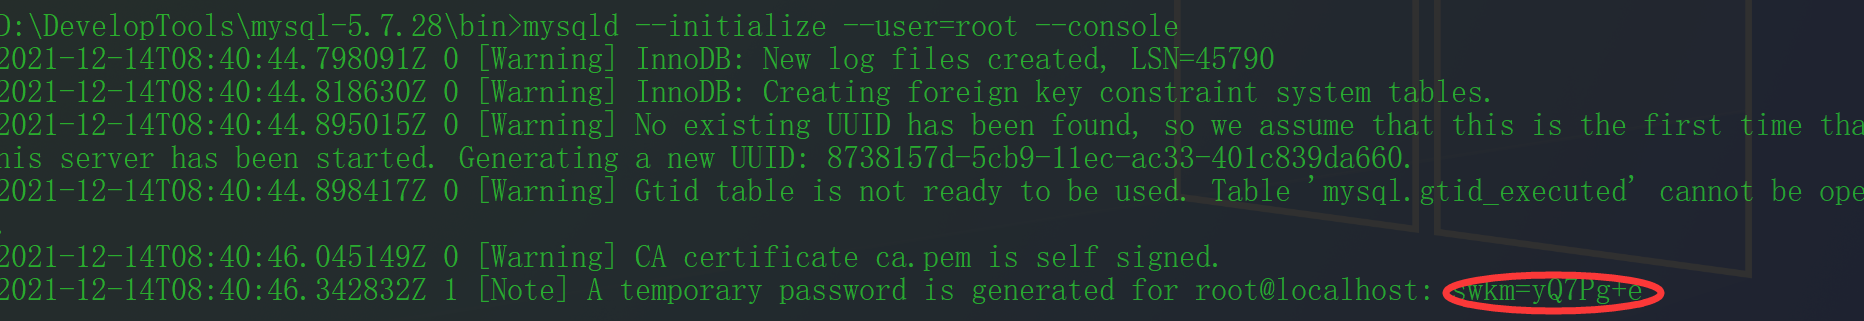 D:\DevelopTools\mysql-5.7.28\bin>mysqld --initialize --user=root --console
2021-12-14T08:40:44.798091Z 0 [Warning] InnoDB: New log files created, LSN=45790
2021-12-14T08:40:44.818630Z 0 [Warning] InnoDB: Creating foreign key constraint system tables.
2021-12-14T08:40:44.895015Z 0 [Warning] No existing UUID has been found, so we assume that this is the first time tha
his server has been started. Generating a new UUID: 8738157d-5cb9-11ec-ac33-401c839da660.
2021-12-14T08:40:44.898417Z 0 [Warning] Gtid table is not ready to be used. Table 'mysql.gtid_executed' cannot be ope
.
2021-12-14T08:40:46.045149Z 0 [Warning] CA certificate ca.pem is self signed.
2021-12-14T08:40:46.342832Z 1 [Note] A temporary password is generated for root@localhost: swkm=yQ7Pg+e